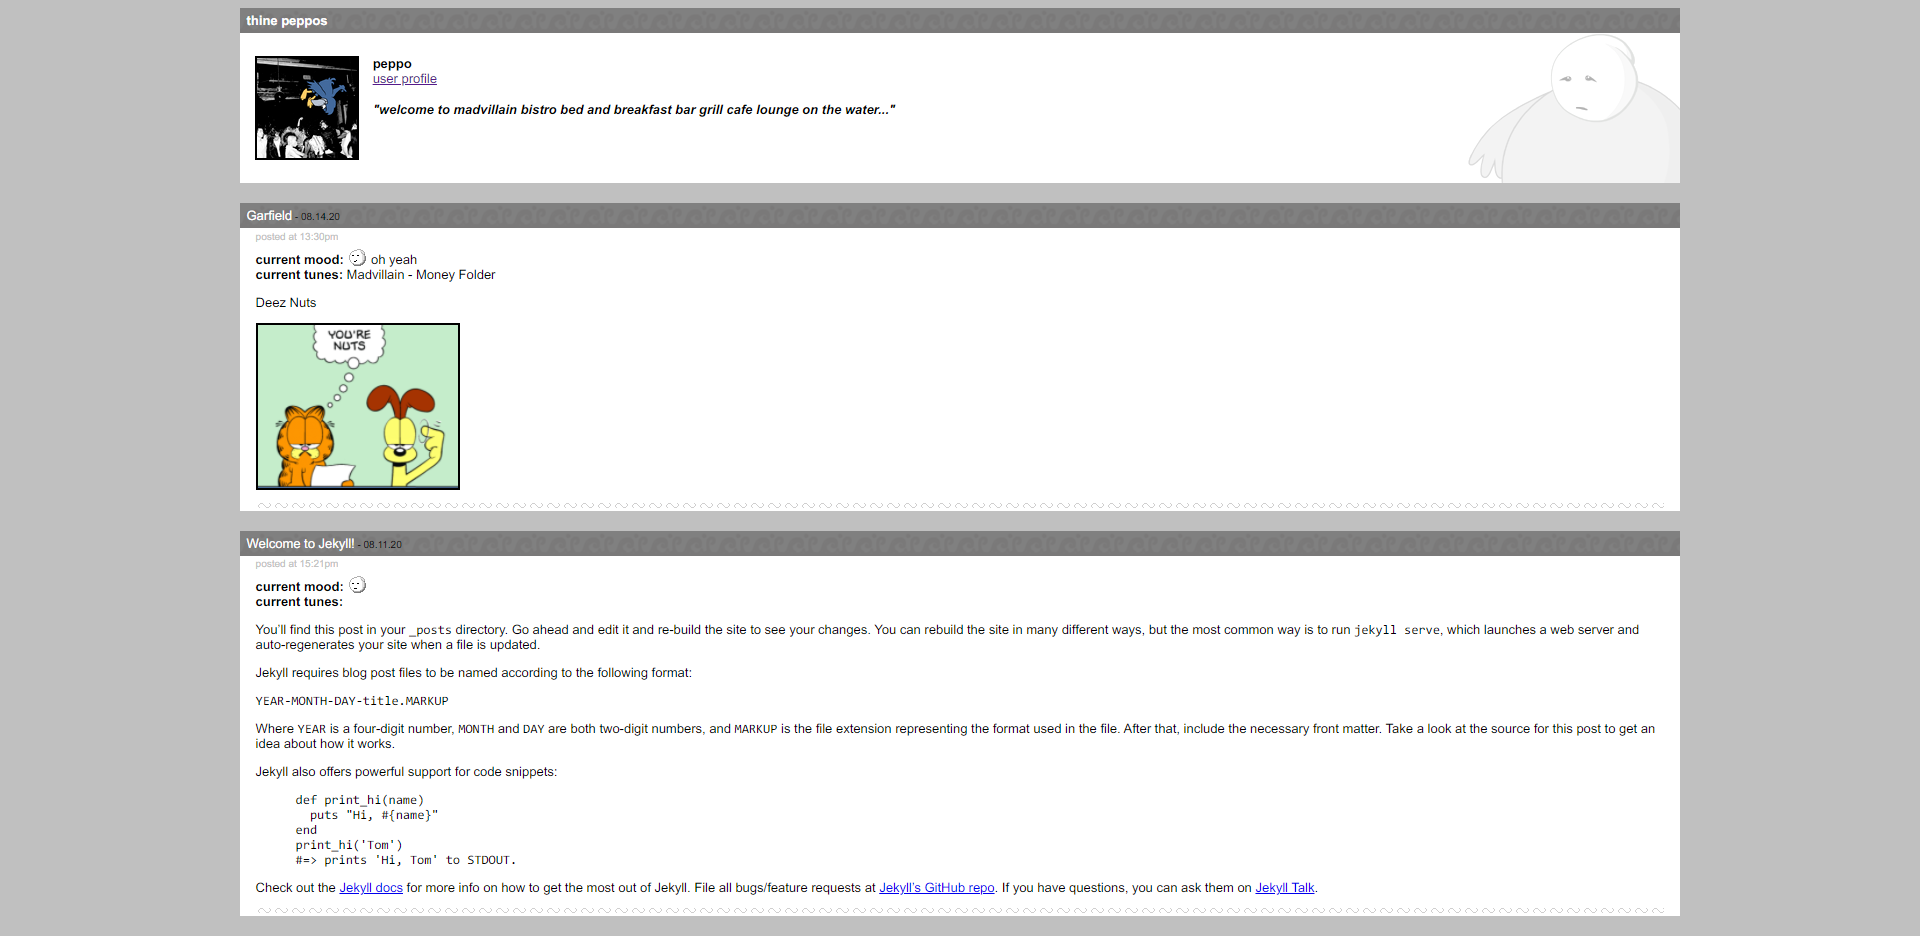 thine peppos
peppo
user profile
"welcome to madvillain bistro bed and breakfast bar grill cafe lounge on the water..."
Garfield - 08.14.20
posted at 13:30pm
current mood: oh yeah
current tunes: Madvillain - Money Folder
Deez Nuts
YOU'RE
NUTS
Welcome to Jekyll! - 08.11.20
posted at 15:21pm
current mood:
current tunes:
You’ll find this post in your _posts directory. Go ahead and edit it and re-build the site to see your changes. You can rebuild the site in many different ways, but the most common way is to run jekyll serve, which launches a web server and
auto-regenerates your site when a file is updated.
Jekyll requires blog post files to be named according to the following format:
YEAR-MONTH-DAY-title.MARKUP
Where YEAR is a four-digit number, MONTH and DAY are both two-digit numbers, and MARKUP is the file extension representing the format used in the file. After that, include the necessary front matter. Take a look at the source for this post to get an
idea about how it works.
Jekyll also offers powerful support for code snippets:
def print_hi(name)
  puts "Hi, #{name}"
end
print_hi('Tom')
#=> prints 'Hi, Tom' to STDOUT.
Check out the Jekyll docs for more info on how to get the most out of Jekyll. File all bugs/feature requests at Jekyll’s GitHub repo. If you have questions, you can ask them on Jekyll Talk.